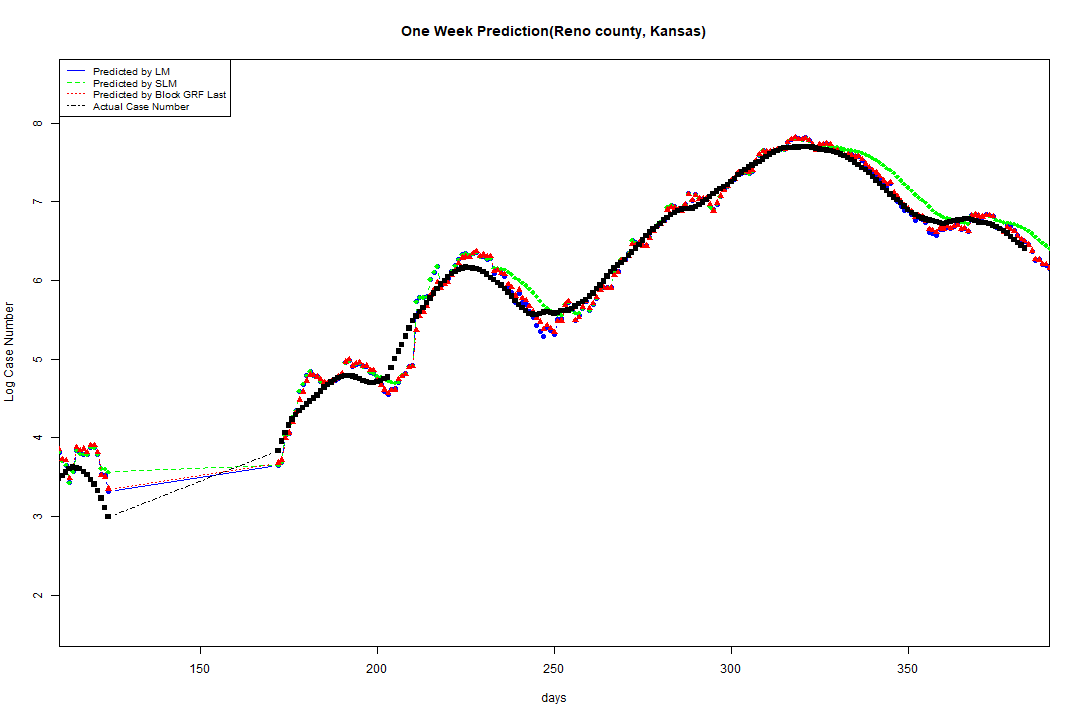 One Week Prediction(Reno county, Kansas)
Predicted by LM
Predicted by SLM
Predicted by Block GRF Last
Actual Case Number
8
7
6
5
4
3
2
Log Case Number
150 200 250 300 350
days